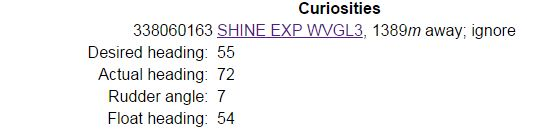 Curiosities
338060163 SHINE EXP WVGL3, 1389m away; ignore
Desired heading: 55
Actual heading: 72
Rudder angle: 7
Float heading: 54